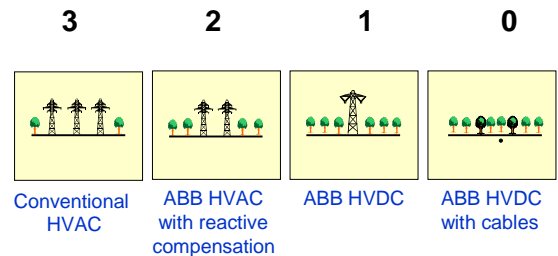 3 2 1 0
Conventional HVAC
ABB HVAC with reactive compensation
ABB HVDC
ABB HVDC with cables